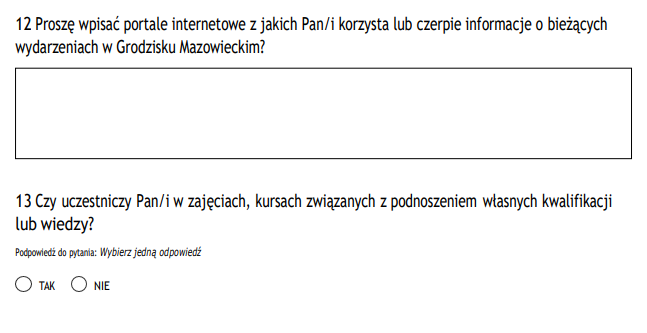 12 Proszę wpisać portale internetowe z jakich Pan/i korzysta lub czerpie informacje o bieżących
wydarzeniach w Grodzisku Mazowieckim?
13 Czy uczestniczy Pan/i w zajęciach, kursach związanych z podnoszeniem własnych kwalifikacji
lub wiedzy?
Podpowiedź do pytania: Wybierz jedną odpowiedź
TAK NIE